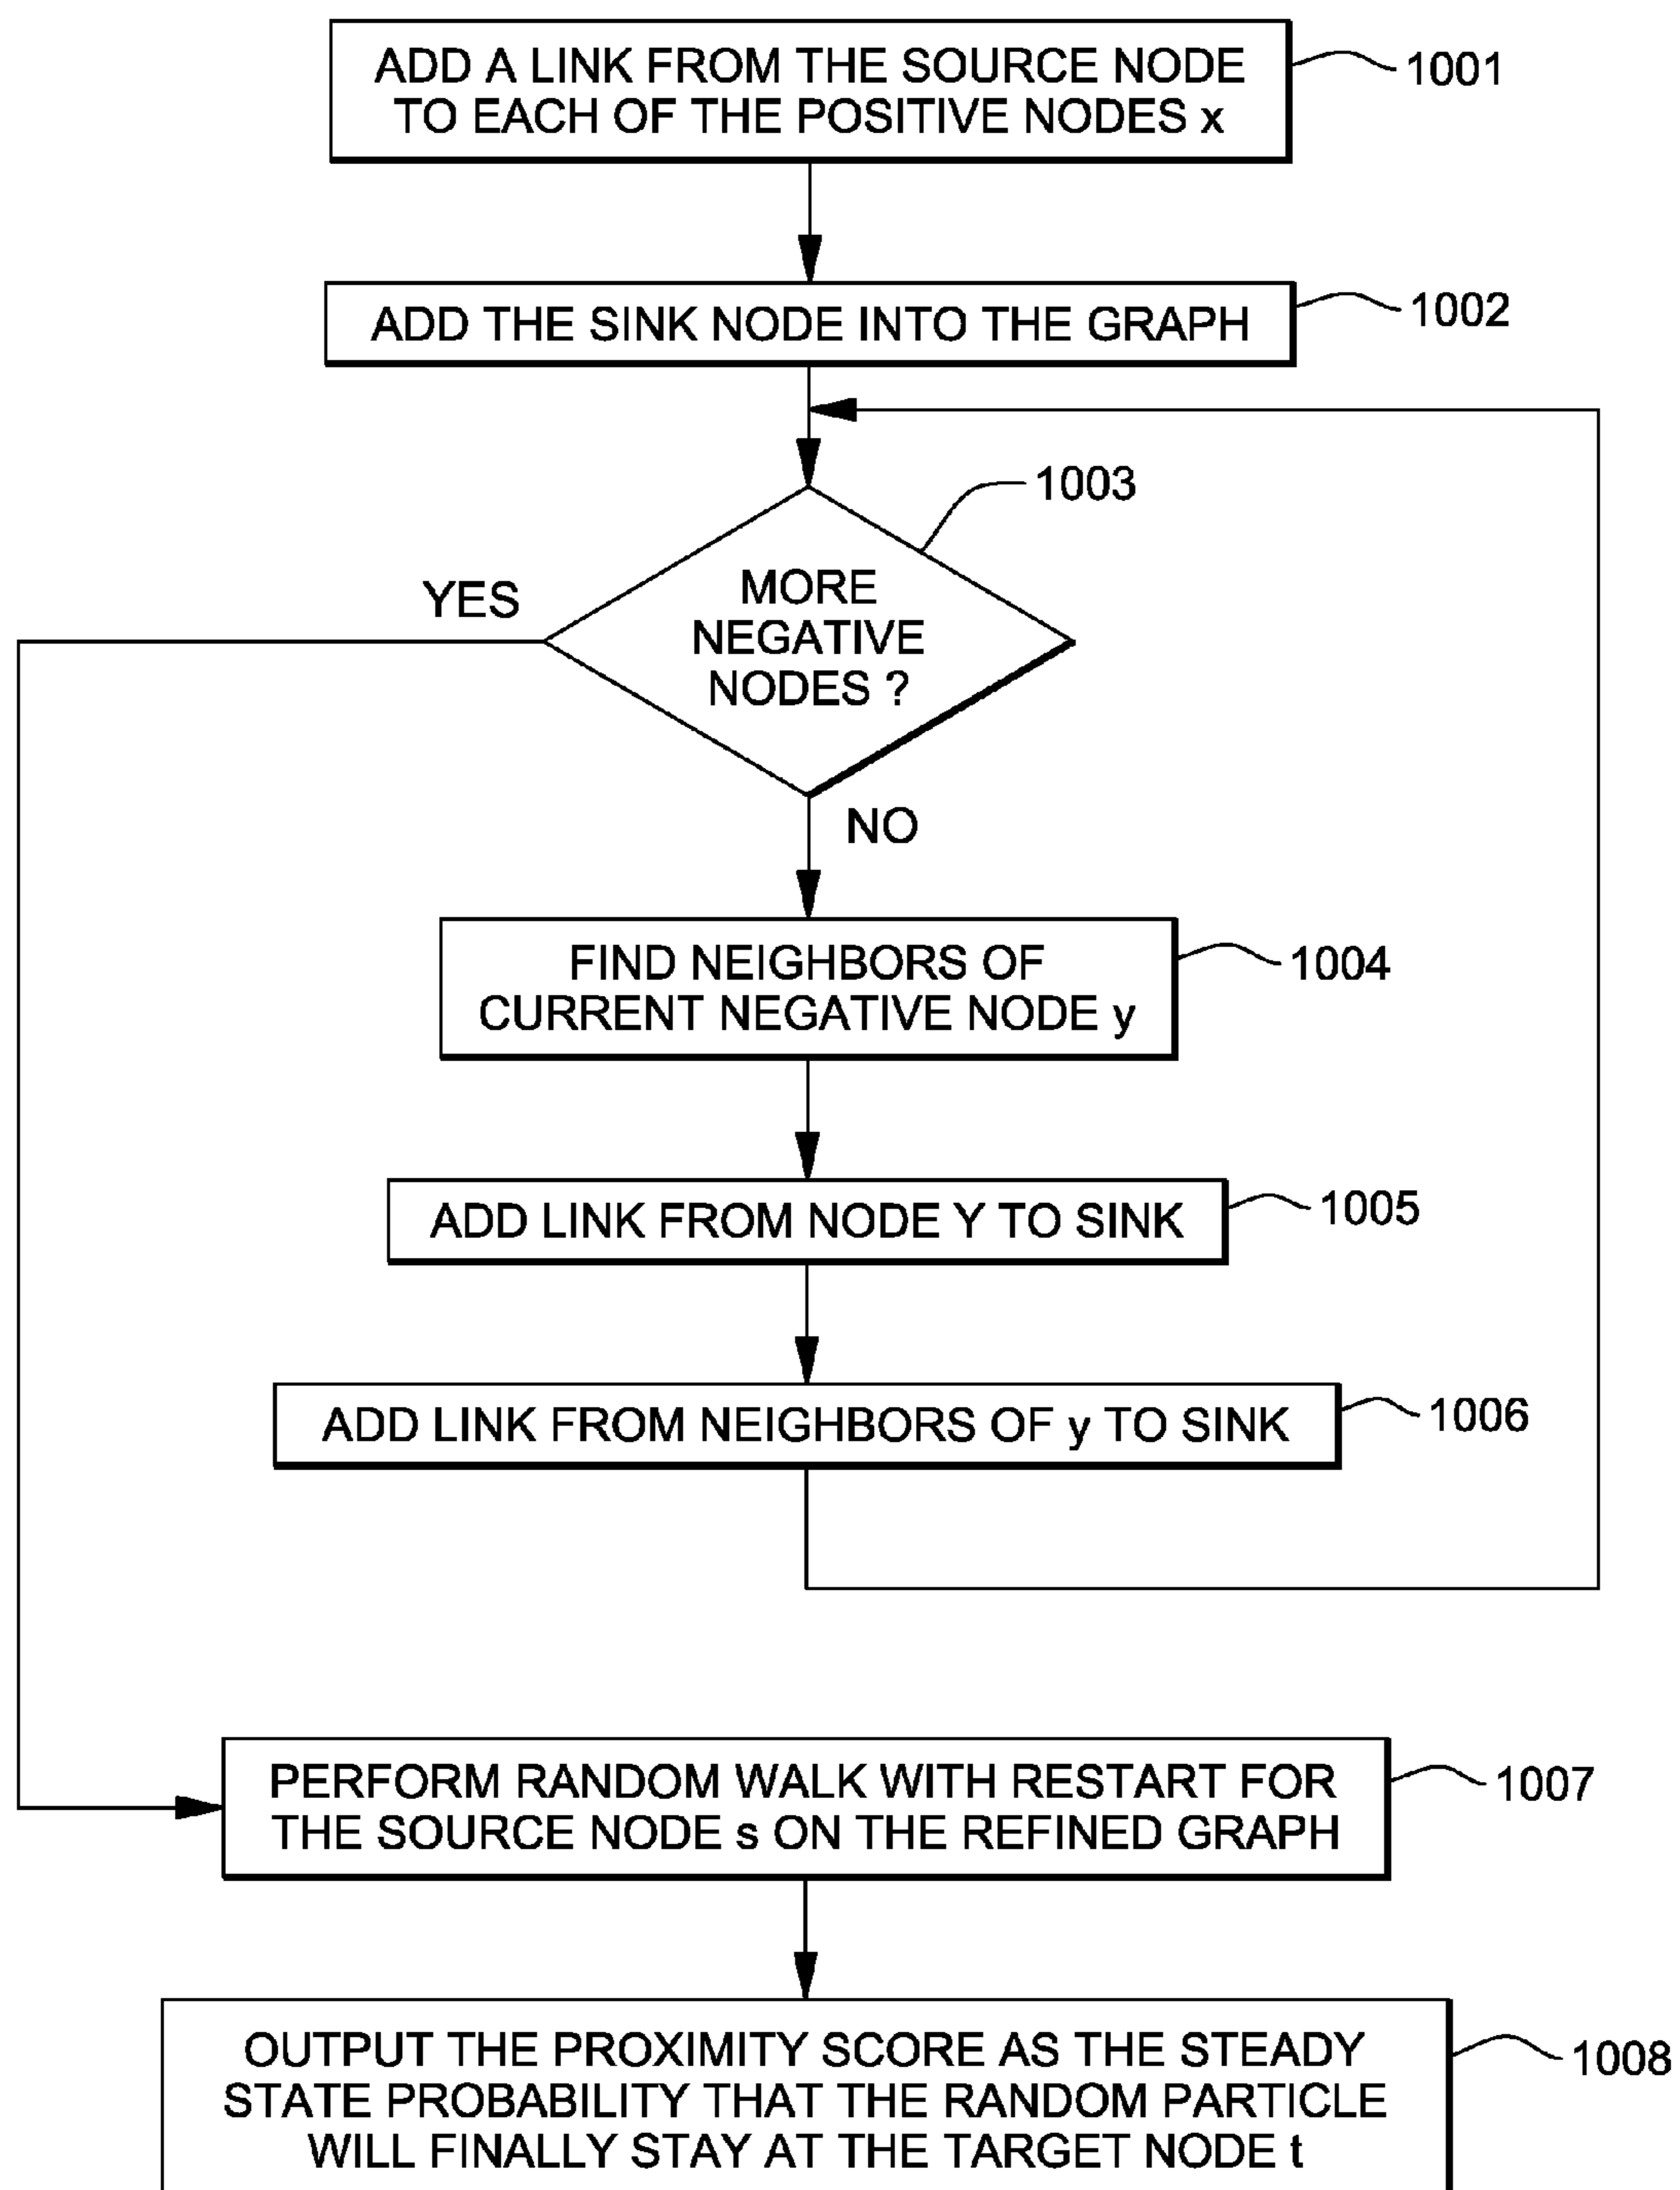 ADD A LINK FROM THE SOURCE NODE
TO EACH OF THE POSITIVE NODES x
1001
ADD THE SINK NODE INTO THE GRAPH
1002
1003
YES
MORE
NEGATIVE
NODES ?
NO
FIND NEIGHBORS OF
CURRENT NEGATIVE NODE y
1004
ADD LINK FROM NODE Y TO SINK
1005
ADD LINK FROM NEIGHBORS OF y TO SINK
1006
PERFORM RANDOM WALK WITH RESTART FOR
THE SOURCE NODE s ON THE REFINED GRAPH
1007
OUTPUT THE PROXIMITY SCORE AS THE STEADY
STATE PROBABILITY THAT THE RANDOM PARTICLE
WILL FINALLY STAY AT THE TARGET NODE t
1008